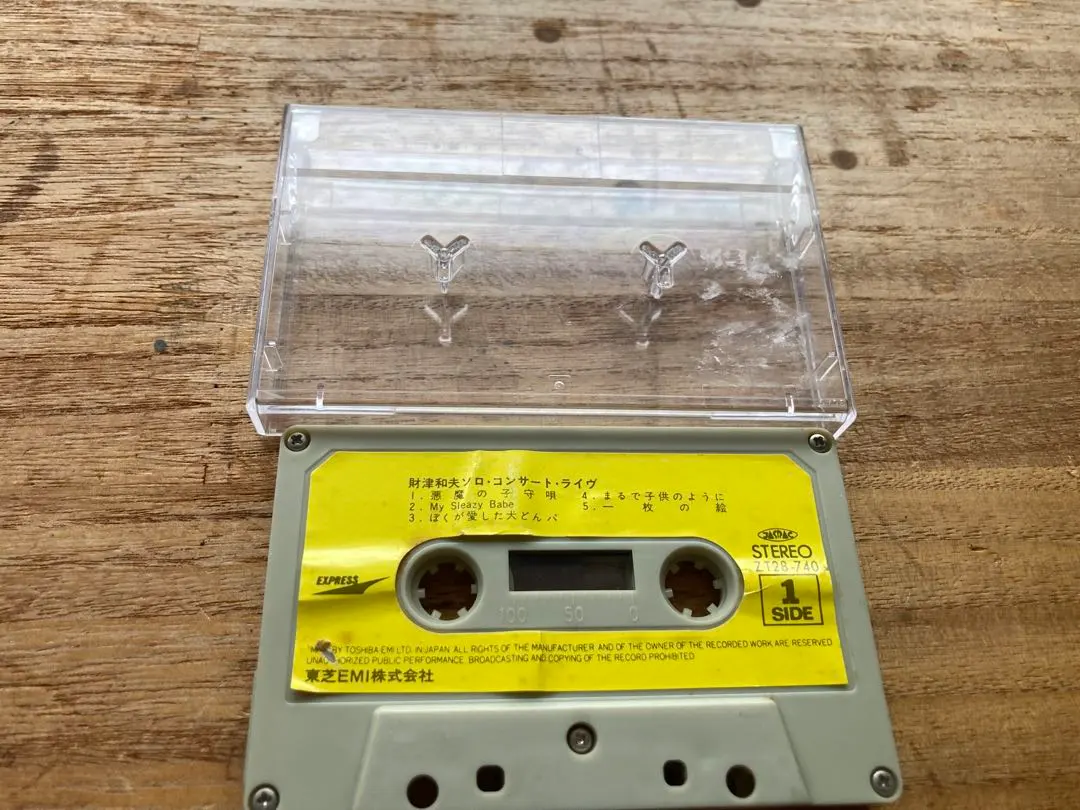 財津和夫ソロ・コンサート・ライヴ
1. 悪魔の子守唄 4. まるで子供のように
2. My Sleazy Babe 5. 一枚の絵
3. ぼくが愛した犬どんパ
JASRAC
STEREO
ZT28-740
EXPRESS
1
SIDE
100 50 0
BY TOSHIBA EMI LTD. IN JAPAN. ALL RIGHTS OF THE MANUFACTURER AND OF THE OWNER OF THE RECORDED WORK ARE RESERVED
UNAUTHORIZED PUBLIC PERFORMANCE. BROADCASTING AND COPYING OF THE RECORD PROHIBITED
東芝EMI株式会社